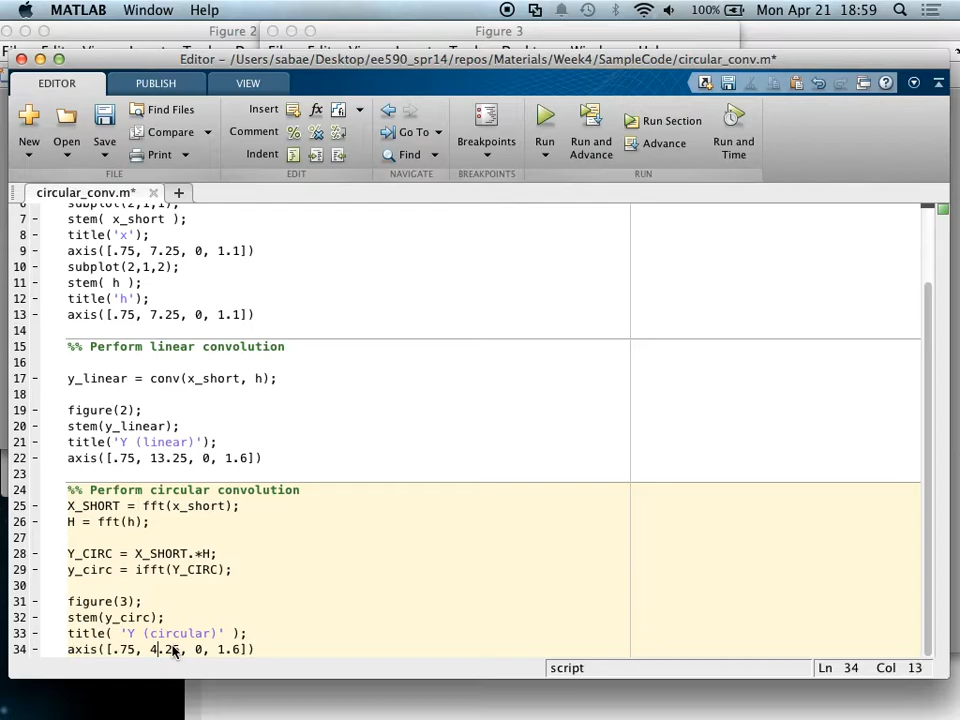 MATLAB Window Help 100% Mon Apr 21 18:59
Figure 2 Figure 3
Editor – /Users/sabae/Desktop/ee590_spr14/repos/Materials/Week4/SampleCode/circular_conv.m*
EDITOR PUBLISH VIEW
New Open Save Find Files Compare Print
Insert Comment Indent
Go To Find
Breakpoints Run Run and Advance Run Section Advance Run and Time
FILE EDIT NAVIGATE BREAKPOINTS RUN
circular_conv.m*
6 subplot(2,1,1);
7 stem( x_short );
8 title('x');
9 axis([.75, 7.25, 0, 1.1])
10 subplot(2,1,2);
11 stem( h );
12 title('h');
13 axis([.75, 7.25, 0, 1.1])
14
15 %% Perform linear convolution
16
17 y_linear = conv(x_short, h);
18
19 figure(2);
20 stem(y_linear);
21 title('Y (linear)');
22 axis([.75, 13.25, 0, 1.6])
23
24 %% Perform circular convolution
25 X_SHORT = fft(x_short);
26 H = fft(h);
27
28 Y_CIRC = X_SHORT.*H;
29 y_circ = ifft(Y_CIRC);
30
31 figure(3);
32 stem(y_circ);
33 title( 'Y (circular)' );
34 axis([.75, 4.25, 0, 1.6])
script Ln 34 Col 13